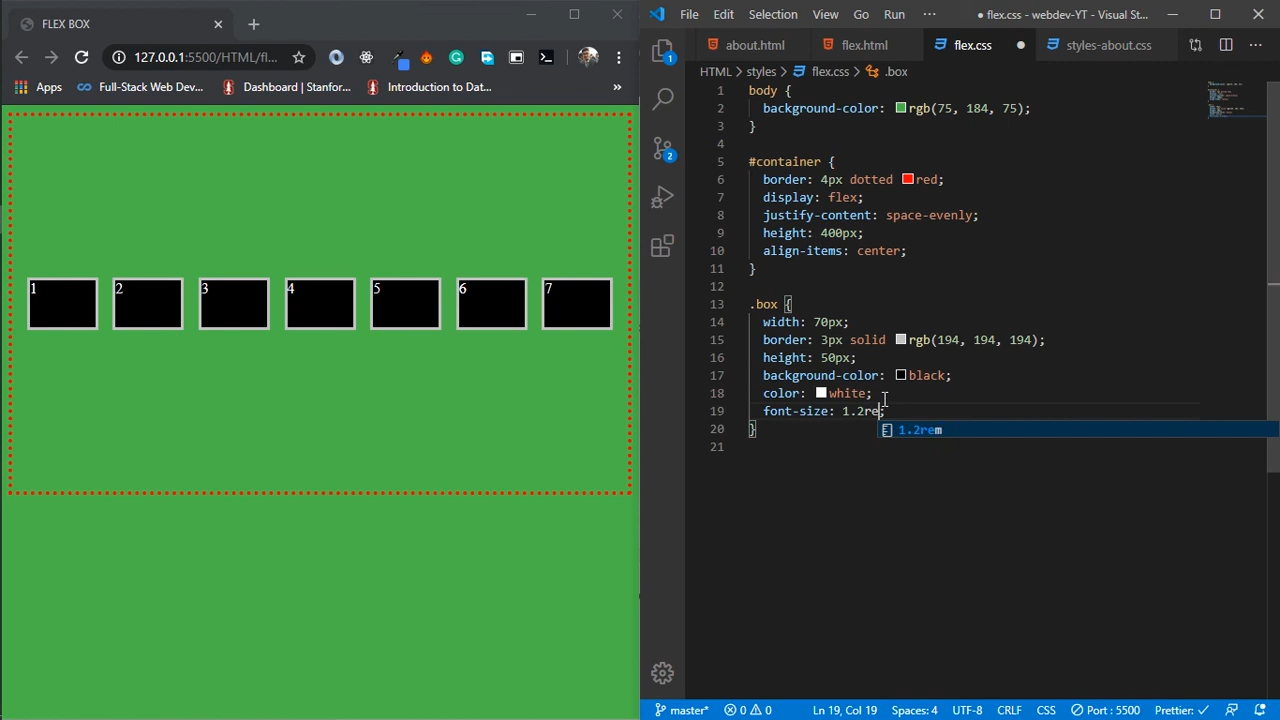 FLEX BOX
127.0.0.1:5500/HTML/fl...
Apps
Full-Stack Web Dev...
Dashboard | Stanfor...
Introduction to Dat...
»
1 2 3 4 5 6 7
File Edit Selection View Go Run ··· ● flex.css - webdev-YT - Visual St...
about.html flex.html flex.css ● styles-about.css ···
HTML > styles > flex.css > .box
1 body {
2 background-color: rgb(75, 184, 75);
3 }
4
5 #container {
6 border: 4px dotted red;
7 display: flex;
8 justify-content: space-evenly;
9 height: 400px;
10 align-items: center;
11 }
12
13 .box {
14 width: 70px;
15 border: 3px solid rgb(194, 194, 194);
16 height: 50px;
17 background-color: black;
18 color: white;
19 font-size: 1.2re;
1.2rem
20 }
21
1
2
master* 0 0 Ln 19, Col 19 Spaces: 4 UTF-8 CRLF CSS Port : 5500 Prettier: ✓